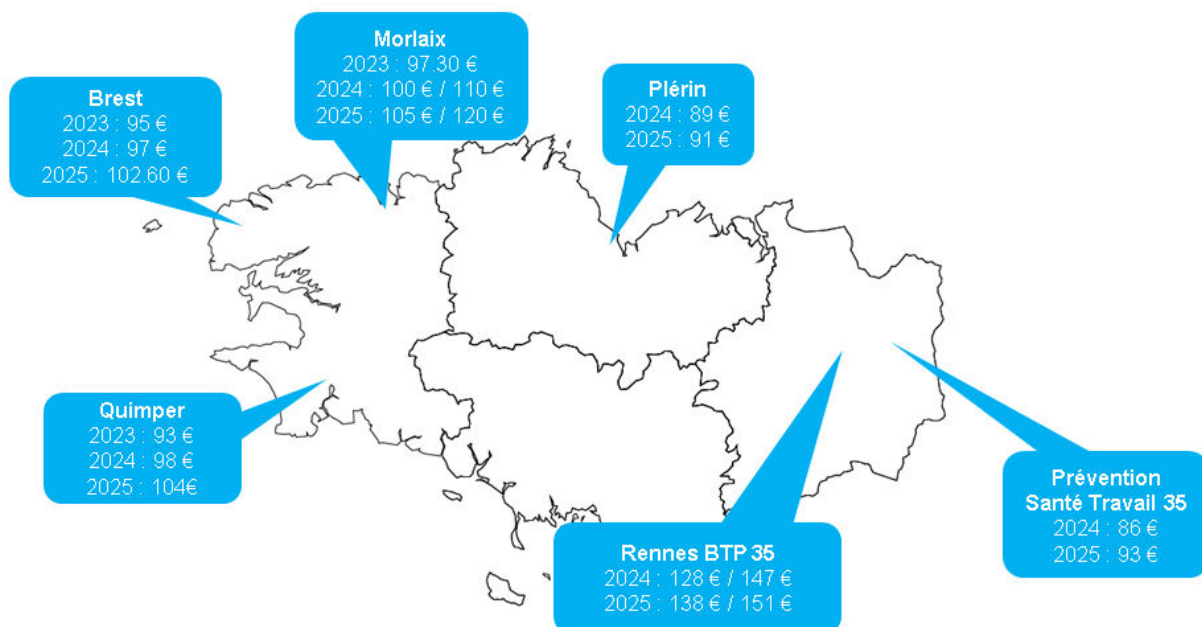 Morlaix
2023 : 97.30 €
2024 : 100 € / 110 €
2025 : 105 € / 120 €
Plérin
2024 : 89 €
2025 : 91 €
Brest
2023 : 95 €
2024 : 97 €
2025 : 102.60 €
Quimper
2023 : 93 €
2024 : 98 €
2025 : 104€
Prévention
Santé Travail 35
2024 : 86 €
2025 : 93 €
Rennes BTP 35
2024 : 128 € / 147 €
2025 : 138 € / 151 €